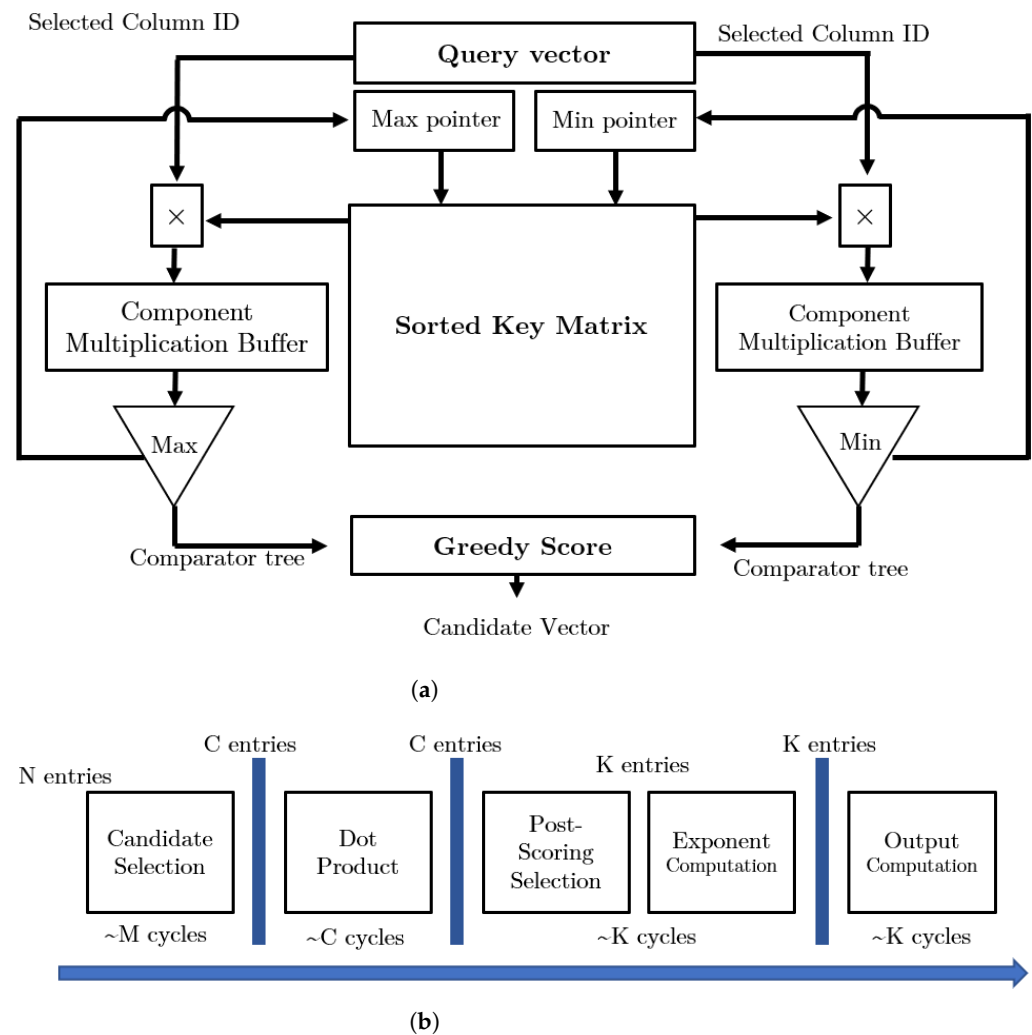 Selected Column ID
Selected Column ID
Query vector
Max pointer
Min pointer
×
×
Component
Multiplication Buffer
Sorted Key Matrix
Component
Multiplication Buffer
Max
Min
Greedy Score
Comparator tree
Comparator tree
Candidate Vector
(a)
C entries
C entries
K entries
N entries
K entries
Candidate
Selection
Dot
Product
Post-
Scoring
Selection
Exponent
Computation
Output
Computation
~M cycles
~C cycles
~K cycles
~K cycles
(b)